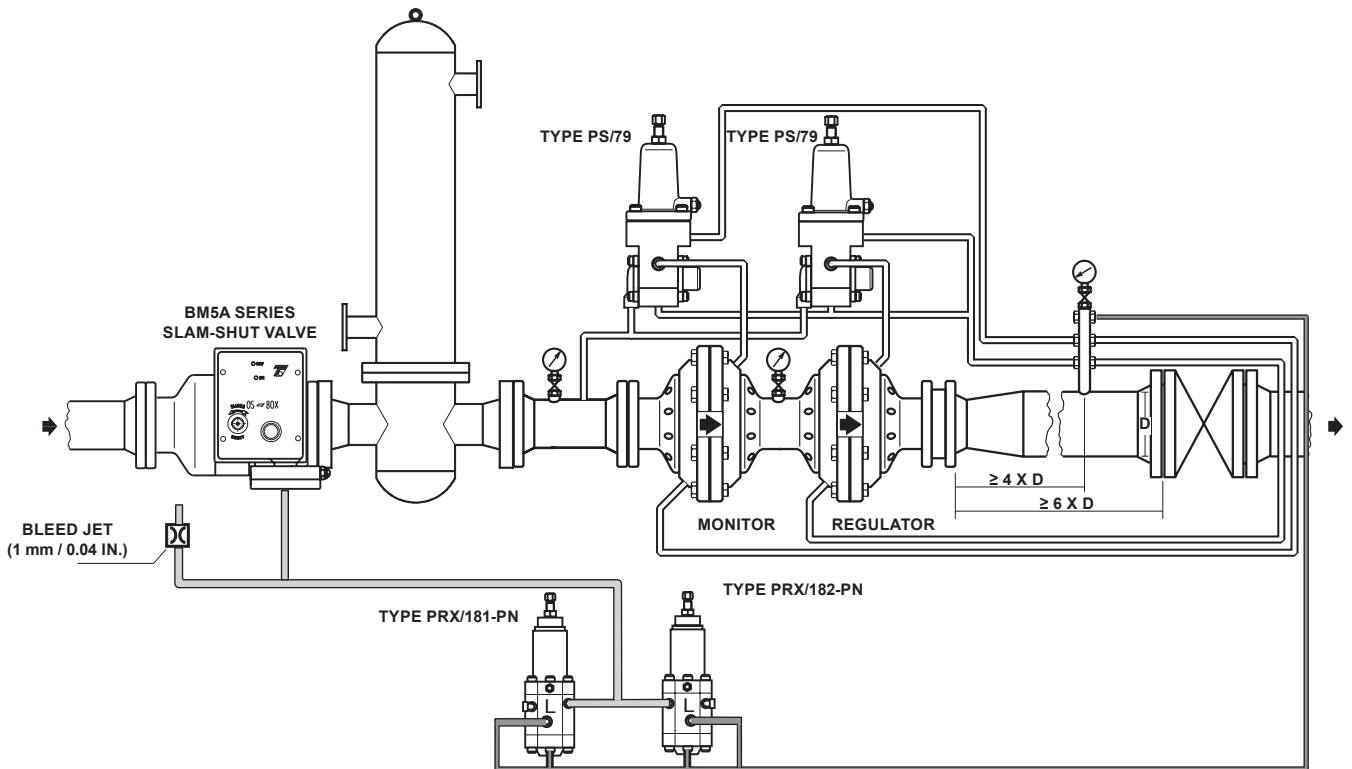 TYPE PS/79
TYPE PS/79
BM5A SERIES
SLAM-SHUT VALVE
OS
80X
D
≥ 4 X D
≥ 6 X D
MONITOR
REGULATOR
BLEED JET
(1 mm / 0.04 IN.)
TYPE PRX/182-PN
TYPE PRX/181-PN
L
L